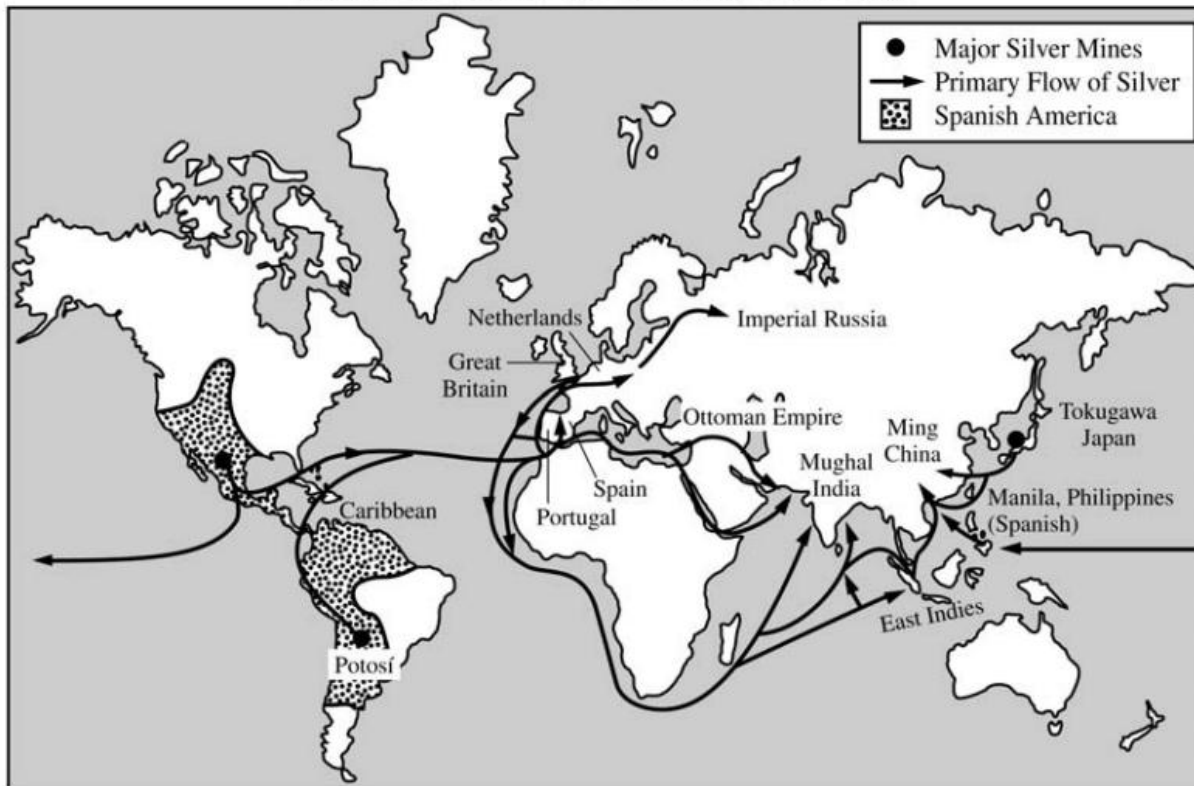 Major Silver Mines
Primary Flow of Silver
Spanish America
Netherlands
Imperial Russia
Great
Britain
Ottoman Empire
Tokugawa
Japan
Ming
China
Mughal
India
Spain
Portugal
Manila, Philippines
(Spanish)
Caribbean
East Indies
Potosí